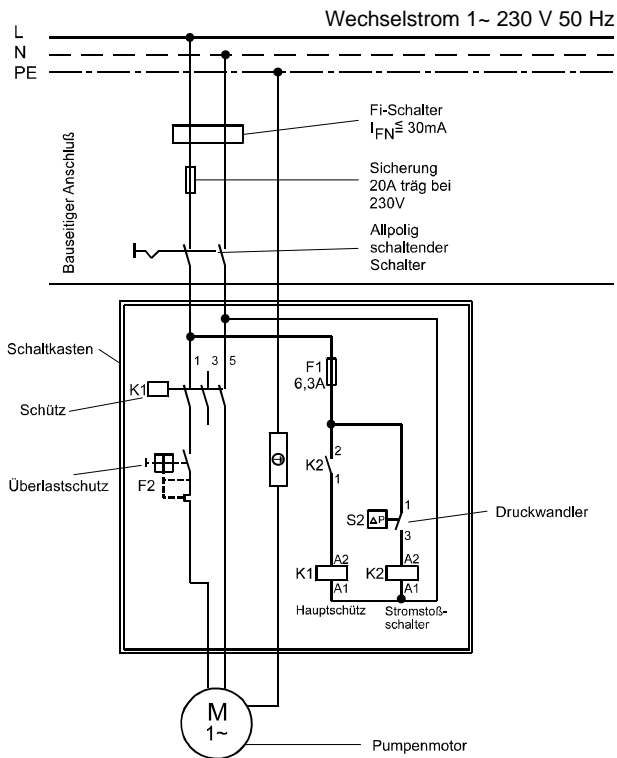 Wechselstrom 1~ 230 V 50 Hz
L
N
PE
Bauseitiger Anschluß
Fi-Schalter
IFN ≦ 30mA
Sicherung
20A träg bei
230V
Allpolig
schaltender
Schalter
Schaltkasten
1 3 5
F1
6,3A
K1
Schütz
2
K2
1
Überlastschutz
F2
1
S2 ΔP
3
Druckwandler
A2
K1
A1
A2
K2
A1
Hauptschütz
Stromstoß-
schalter
M
1~
Pumpenmotor